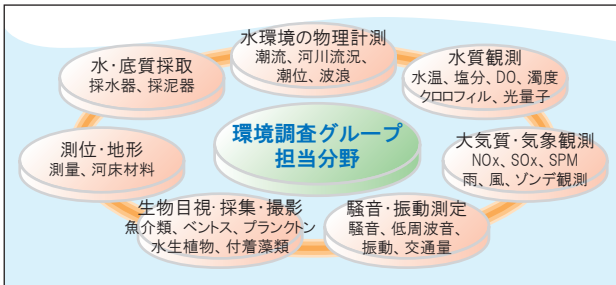 水環境の物理計測
潮流、河川流況、
潮位、波浪
水・底質採取
採水器、採泥器
水質観測
水温、塩分、DO、濁度
クロロフィル、光量子
環境調査グループ
担当分野
測位・地形
測量、河床材料
大気質・気象観測
NOx、SOx、SPM
雨、風、ゾンデ観測
生物目視・採集・撮影
魚介類、ベントス、プランクトン
水生植物、付着藻類
騒音・振動測定
騒音、低周波音、
振動、交通量